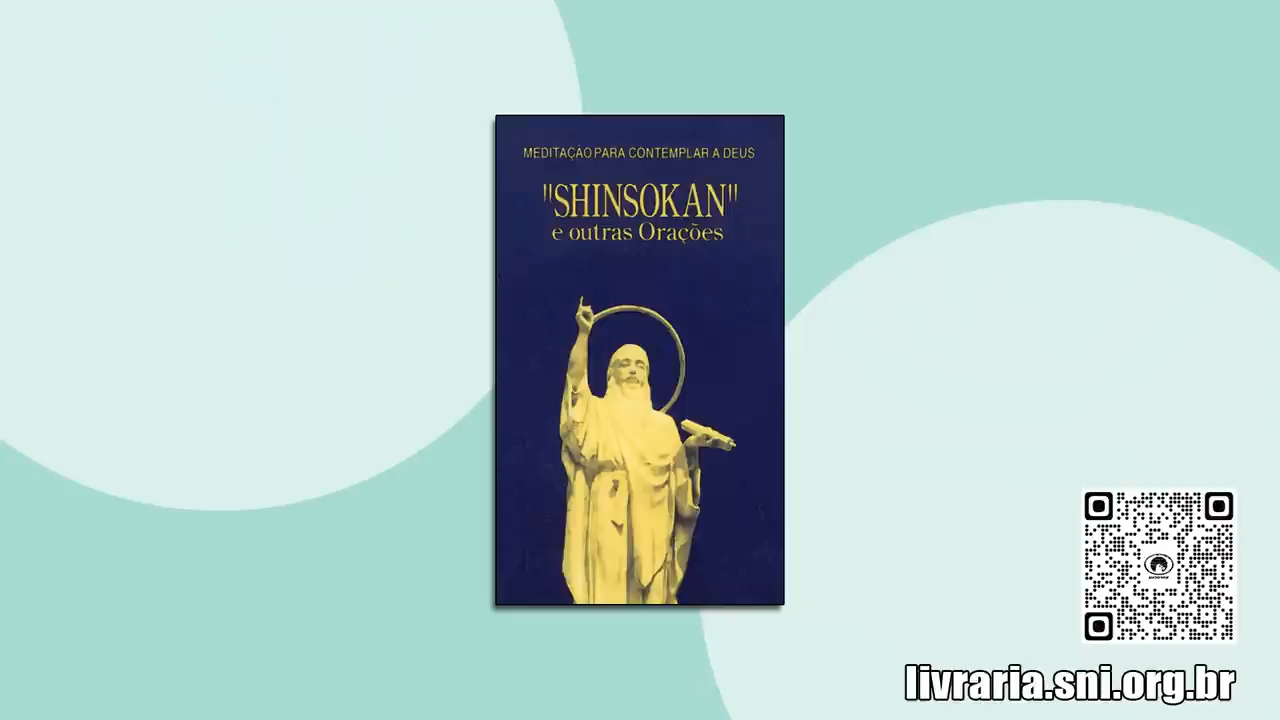 MEDITAÇÃO PARA CONTEMPLAR A DEUS
"SHINSOKAN"
e outras Orações
livraria.sni.org.br